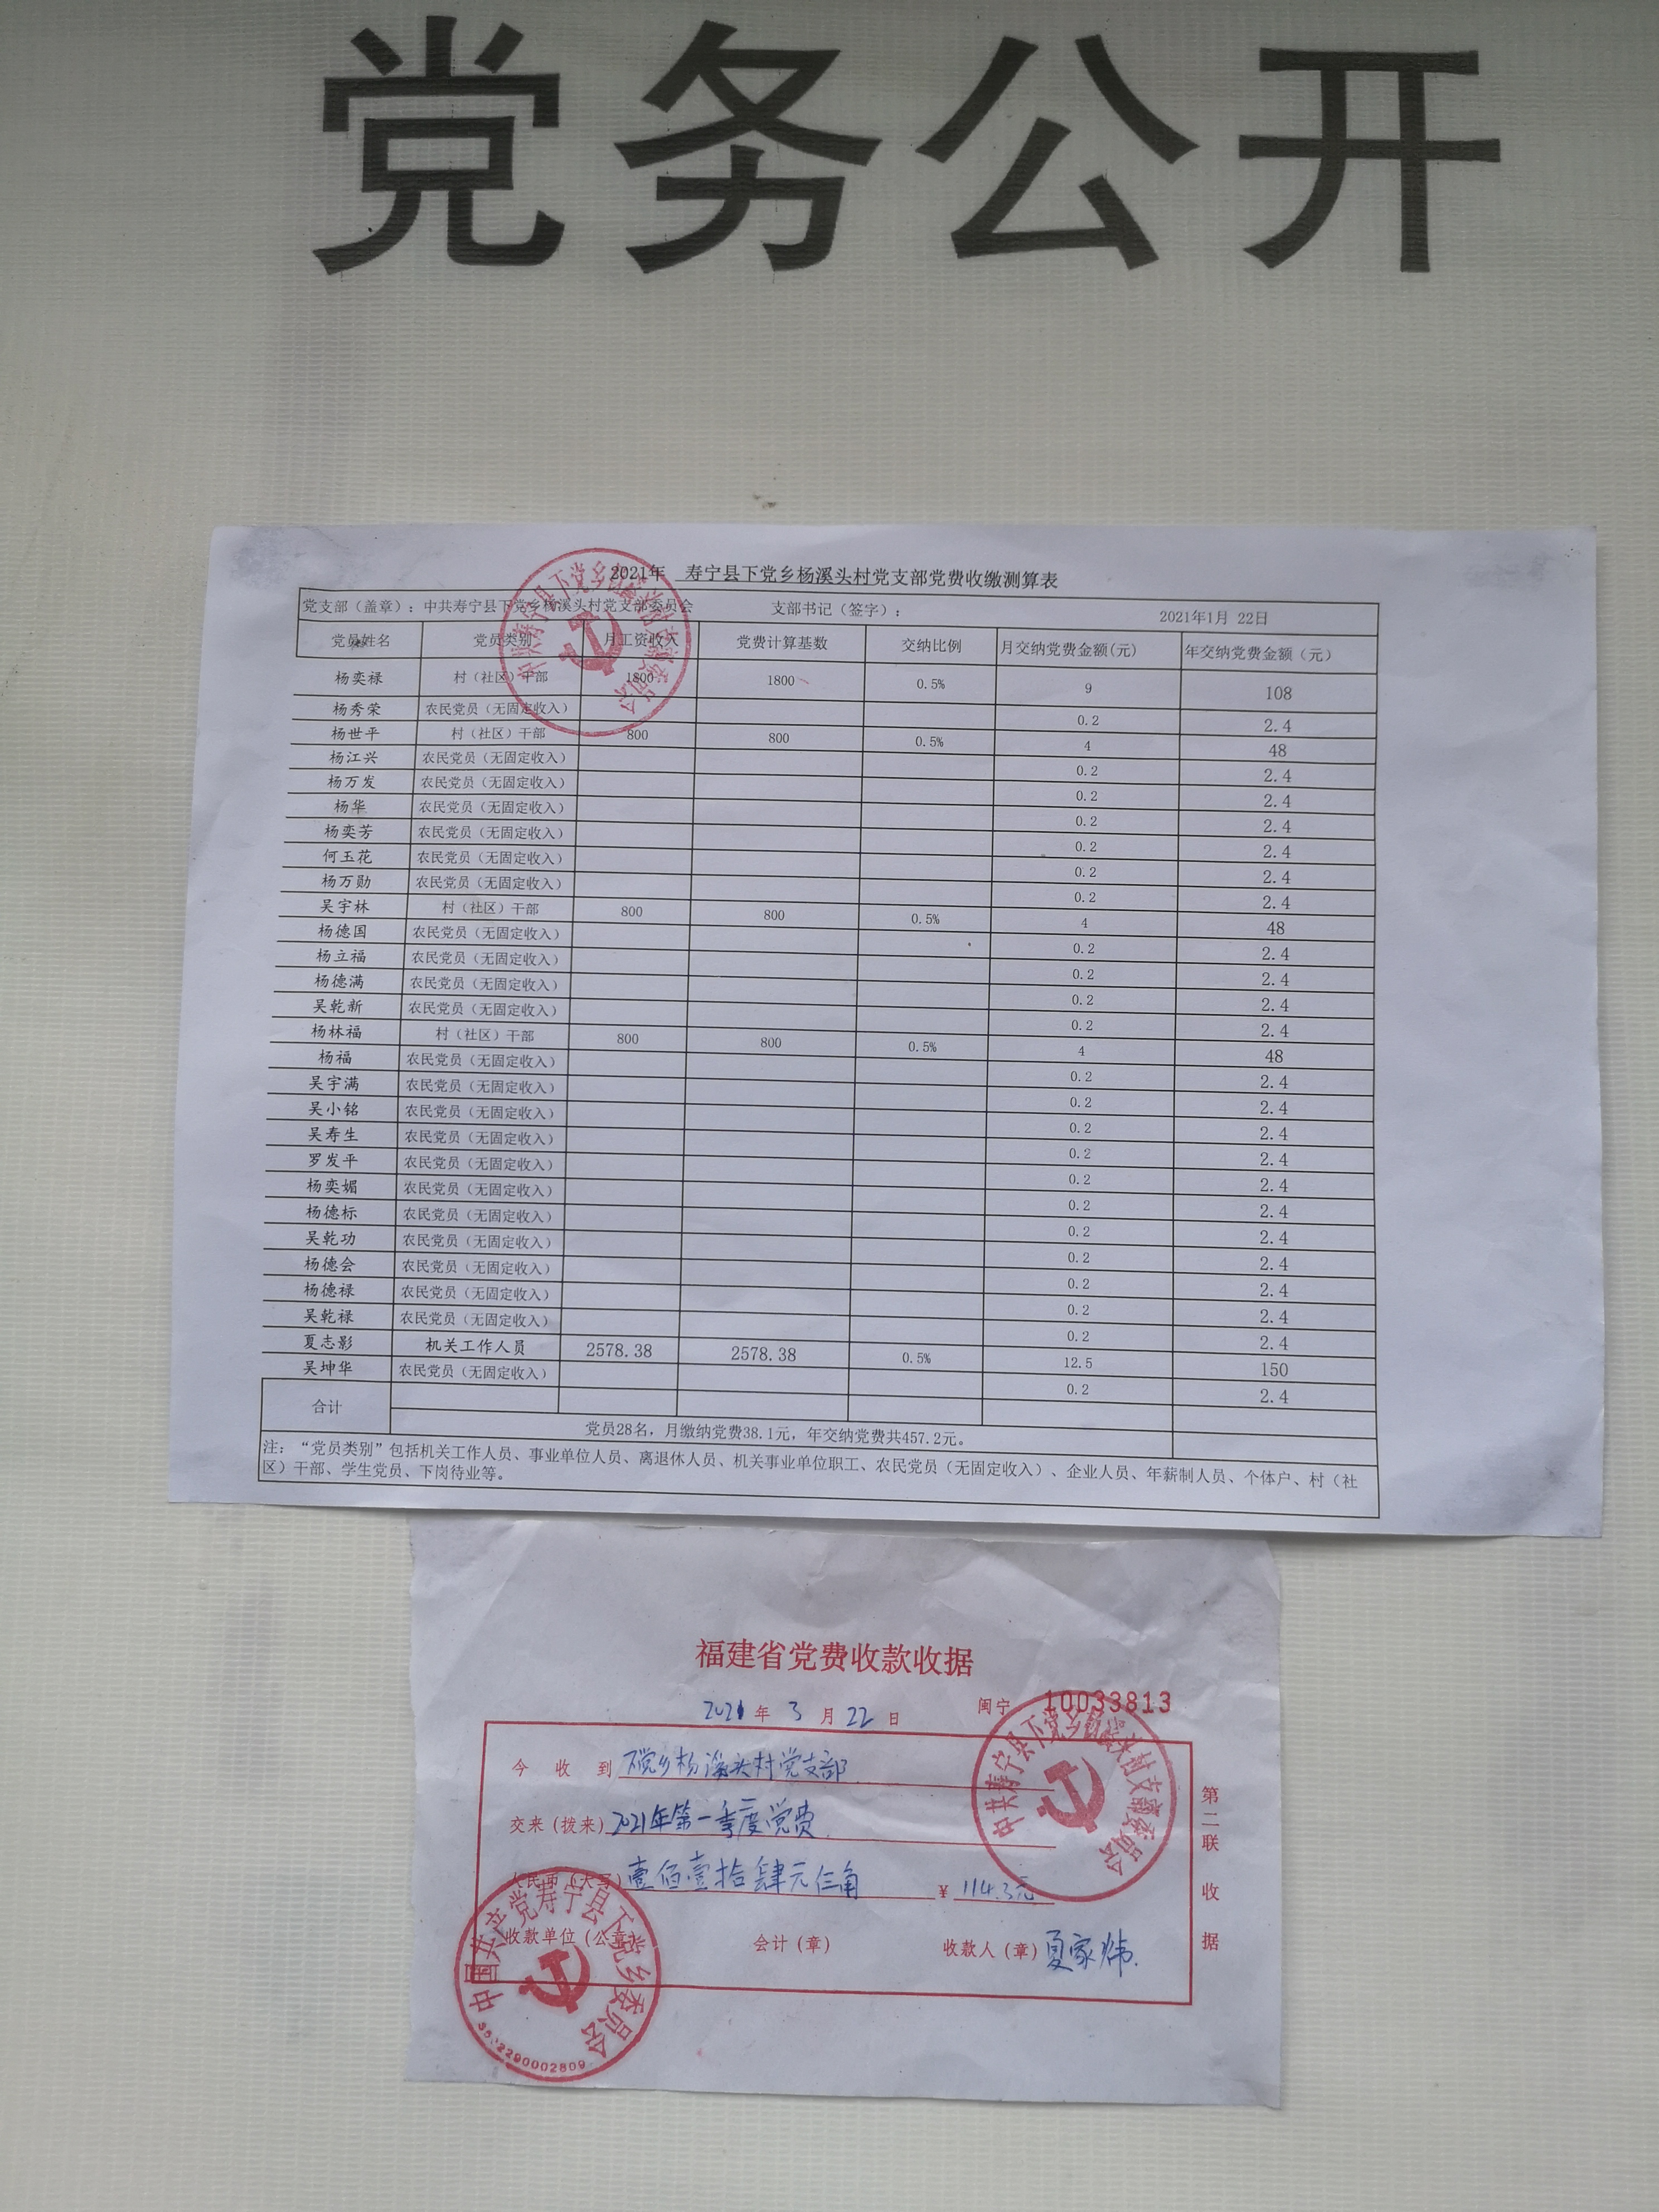 党务公开
2021年 寿宁县下党乡杨溪头村党支部党费收缴测算表
党支部（盖章）：中共寿宁县下党乡杨溪头村党支部委员会 支部书记（签字）： 2021年1月 22日
党员姓名 党员类别 月工资收入 党费计算基数 交纳比例 月交纳党费金额(元) 年交纳党费金额（元）
杨奕禄 村（社区）干部 1800 1800 0.5% 9 108
杨秀荣 农民党员（无固定收入） 0.2 2.4
杨世平 村（社区）干部 800 800 0.5% 4 48
杨江兴 农民党员（无固定收入） 0.2 2.4
杨万发 农民党员（无固定收入） 0.2 2.4
杨华 农民党员（无固定收入） 0.2 2.4
杨奕芳 农民党员（无固定收入） 0.2 2.4
何玉花 农民党员（无固定收入） 0.2 2.4
杨万勋 农民党员（无固定收入） 0.2 2.4
吴宇林 村（社区）干部 800 800 0.5% 4 48
杨德国 农民党员（无固定收入） 0.2 2.4
杨立福 农民党员（无固定收入） 0.2 2.4
杨德满 农民党员（无固定收入） 0.2 2.4
吴乾新 农民党员（无固定收入） 0.2 2.4
杨林福 村（社区）干部 800 800 0.5% 4 48
杨福 农民党员（无固定收入） 0.2 2.4
吴宇满 农民党员（无固定收入） 0.2 2.4
吴小铭 农民党员（无固定收入） 0.2 2.4
吴寿生 农民党员（无固定收入） 0.2 2.4
罗发平 农民党员（无固定收入） 0.2 2.4
杨奕媚 农民党员（无固定收入） 0.2 2.4
杨德标 农民党员（无固定收入） 0.2 2.4
吴乾功 农民党员（无固定收入） 0.2 2.4
杨德会 农民党员（无固定收入） 0.2 2.4
杨德禄 农民党员（无固定收入） 0.2 2.4
吴乾禄 农民党员（无固定收入） 0.2 2.4
夏志影 机关工作人员 2578.38 2578.38 0.5% 12.5 150
吴坤华 农民党员（无固定收入） 0.2 2.4
合计
党员28名，月缴纳党费38.1元，年交纳党费共457.2元。
注：“党员类别”包括机关工作人员、事业单位人员、离退休人员、机关事业单位职工、农民党员（无固定收入）、企业人员、年薪制人员、个体户、村（社
区）干部、学生党员、下岗待业等。
福建省党费收款收据
2021年 3月 22日 闽宁 10033813
今收到 下党乡杨溪头村党支部
交来（拨来）2021年第一季度党费
人民币（大写）壹佰壹拾肆元仨角 ¥ 114.3元
收款单位（公章） 会计（章） 收款人（章）夏家炜.
第二联 收据
中共寿宁县下党乡杨溪头村支部委员会
中国共产党寿宁县下党乡委员会